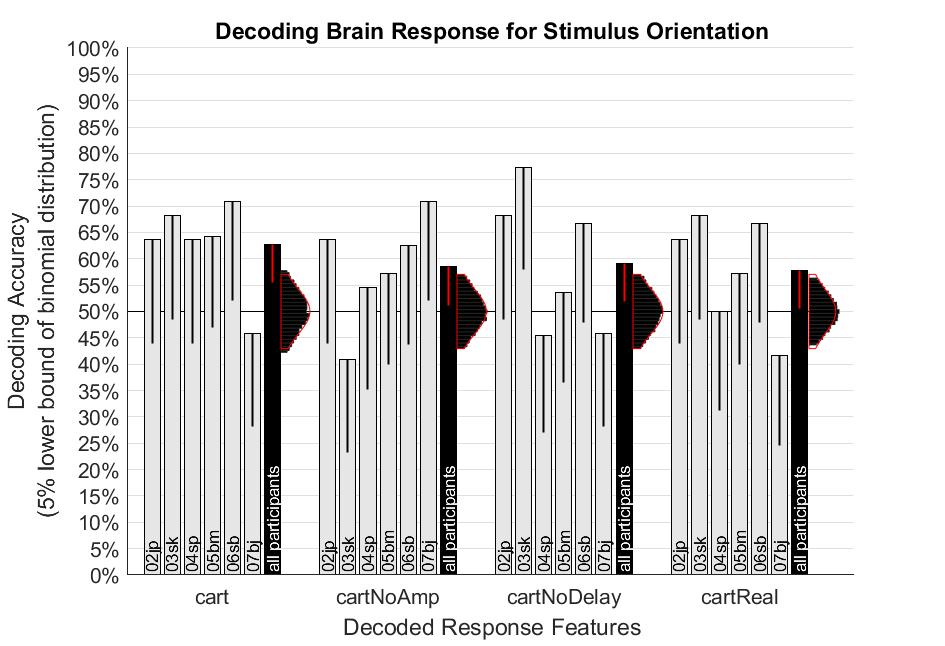 Decoding Brain Response for Stimulus Orientation
Decoding Accuracy
(5% lower bound of binomial distribution)
100%
95%
90%
85%
80%
75%
70%
65%
60%
55%
50%
45%
40%
35%
30%
25%
20%
15%
10%
5%
0%
02jp
03sk
04sp
05bm
06sb
07bj
all participants
02jp
03sk
04sp
05bm
06sb
07bj
all participants
02jp
03sk
04sp
05bm
06sb
07bj
all participants
02jp
03sk
04sp
05bm
06sb
07bj
all participants
cart
cartNoAmp
cartNoDelay
cartReal
Decoded Response Features